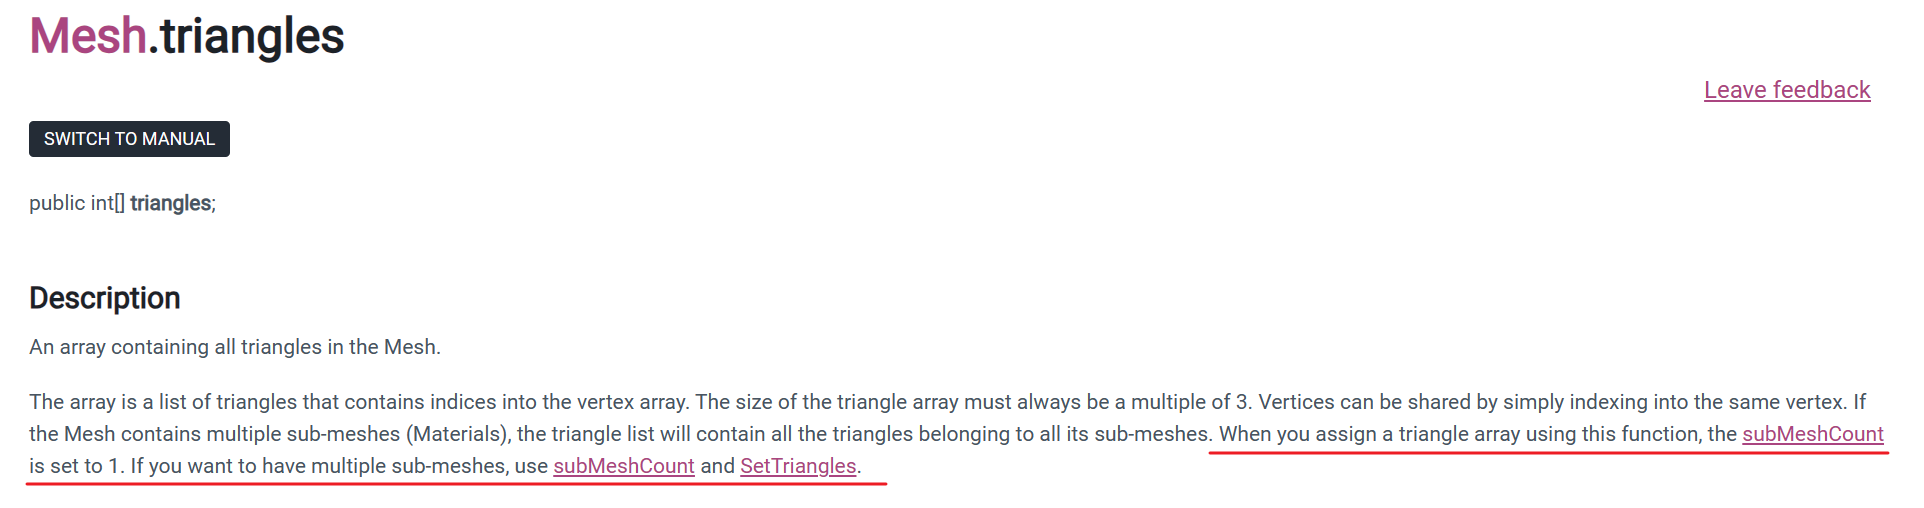 Mesh.triangles
Leave feedback
SWITCH TO MANUAL
public int[] triangles;
Description
An array containing all triangles in the Mesh.
The array is a list of triangles that contains indices into the vertex array. The size of the triangle array must always be a multiple of 3. Vertices can be shared by simply indexing into the same vertex. If
the Mesh contains multiple sub-meshes (Materials), the triangle list will contain all the triangles belonging to all its sub-meshes. When you assign a triangle array using this function, the subMeshCount
is set to 1. If you want to have multiple sub-meshes, use subMeshCount and SetTriangles.